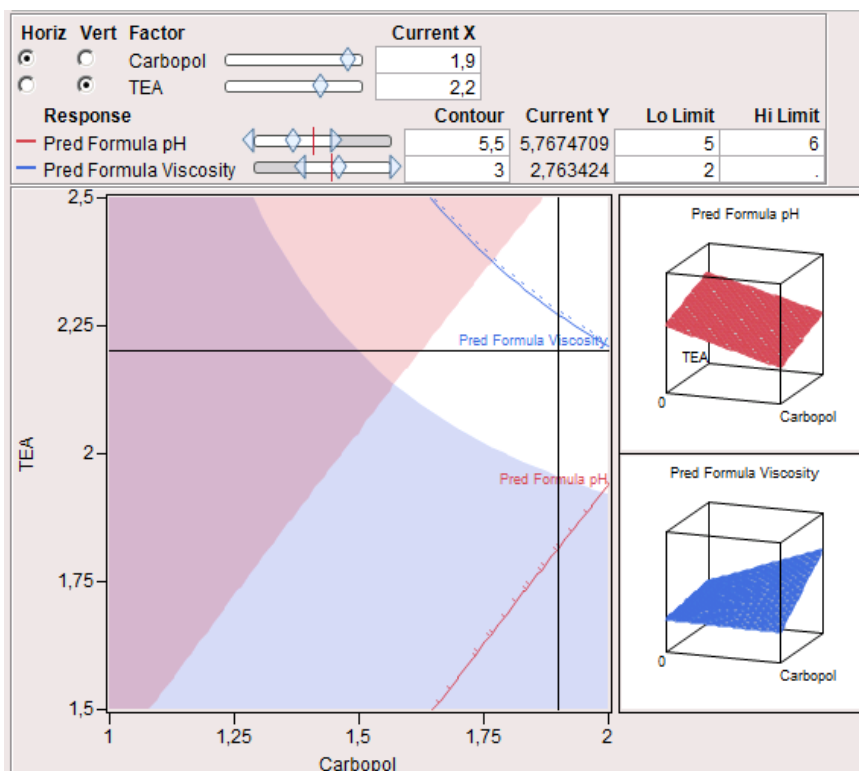 Horiz Vert Factor Current X
Carbopol 1,9
TEA 2,2
Response Contour Current Y Lo Limit Hi Limit
Pred Formula pH 5,5 5,7674709 5 6
Pred Formula Viscosity 3 2,763424 2 .
2,5
2,25
2
1,75
1,5
TEA
Pred Formula Viscosity
Pred Formula pH
1 1,25 1,5 1,75 2
Carbopol
Pred Formula pH
TEA
0
Carbopol
Pred Formula Viscosity
0
Carbopol